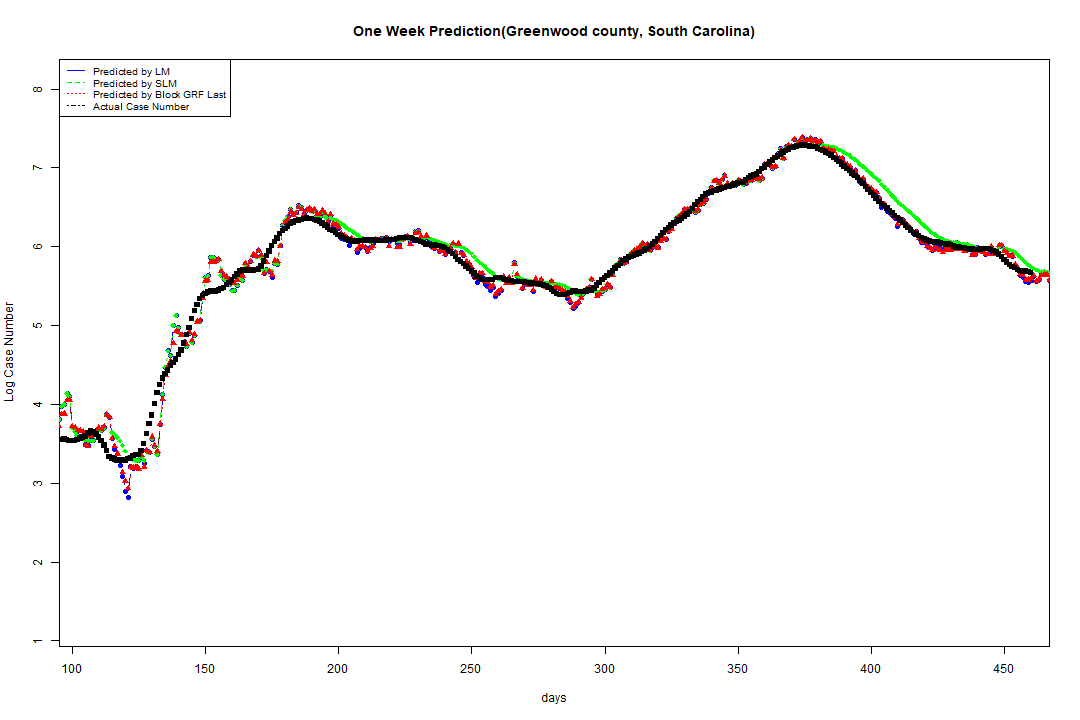 One Week Prediction(Greenwood county, South Carolina)
Predicted by LM
Predicted by SLM
Predicted by Block GRF Last
Actual Case Number
8
7
6
5
4
3
2
1
Log Case Number
100 150 200 250 300 350 400 450
days